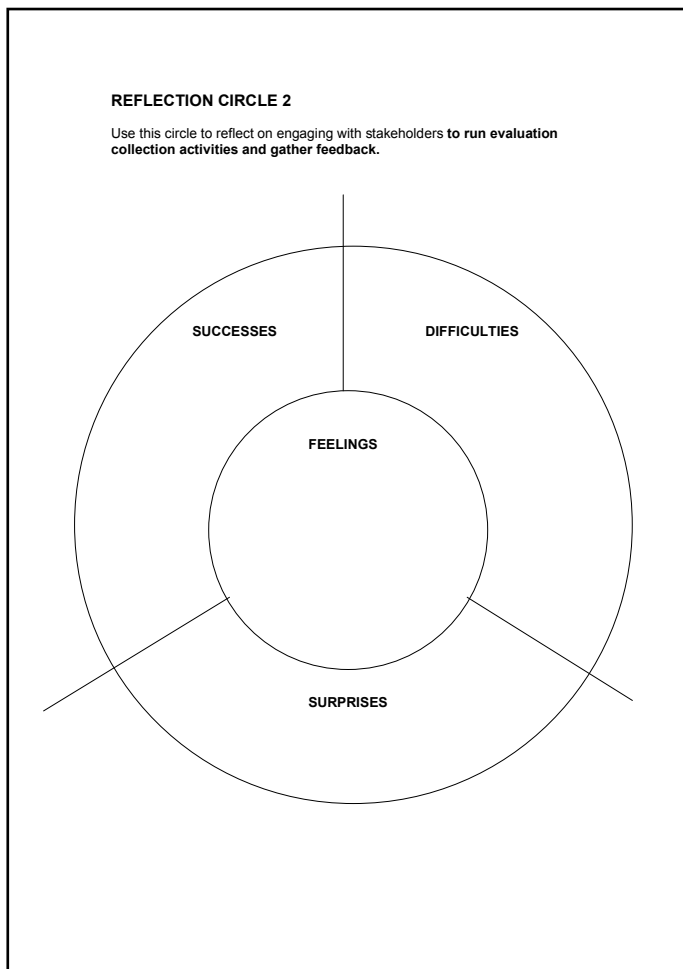 REFLECTION CIRCLE 2
Use this circle to reflect on engaging with stakeholders to run evaluation
collection activities and gather feedback.
SUCCESSES
DIFFICULTIES
FEELINGS
SURPRISES